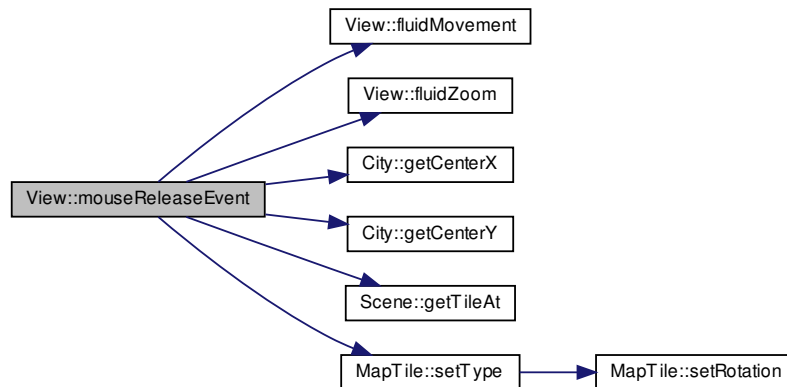 View::fluidMovement
View::fluidZoom
City::getCenterX
View::mouseReleaseEvent
City::getCenterY
Scene::getTileAt
MapTile::setType
MapTile::setRotation